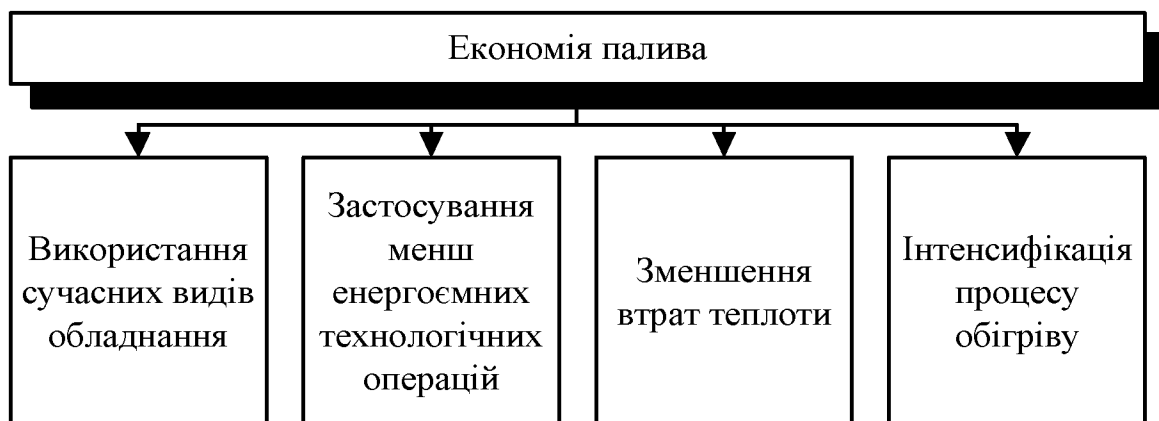 Економія палива
Використання
сучасних видів
обладнання
Застосування
менш
енергоємних
технологічних
операцій
Зменшення
втрат теплоти
Інтенсифікація
процесу
обігріву